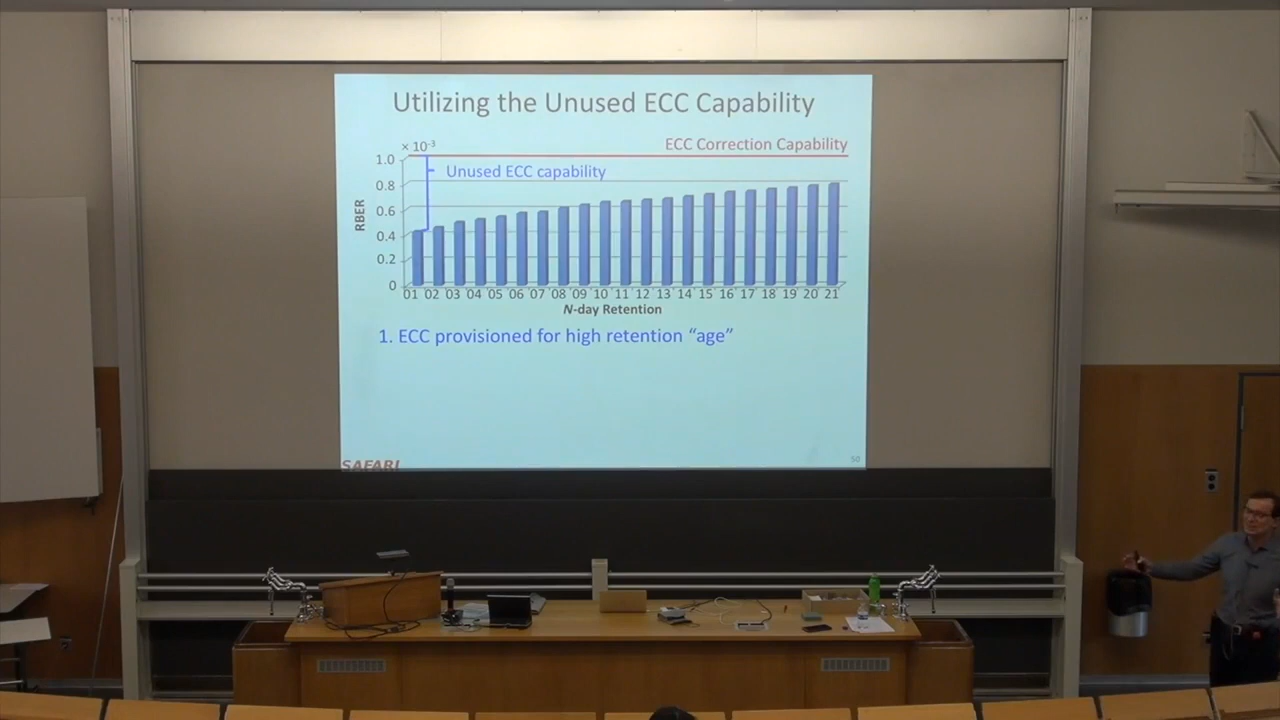 Utilizing the Unused ECC Capability
× 10⁻³
ECC Correction Capability
1.0
Unused ECC capability
0.8
0.6
0.4
0.2
0
RBER
01 02 03 04 05 06 07 08 09 10 11 12 13 14 15 16 17 18 19 20 21
N-day Retention
1. ECC provisioned for high retention “age”
SAFARI
50